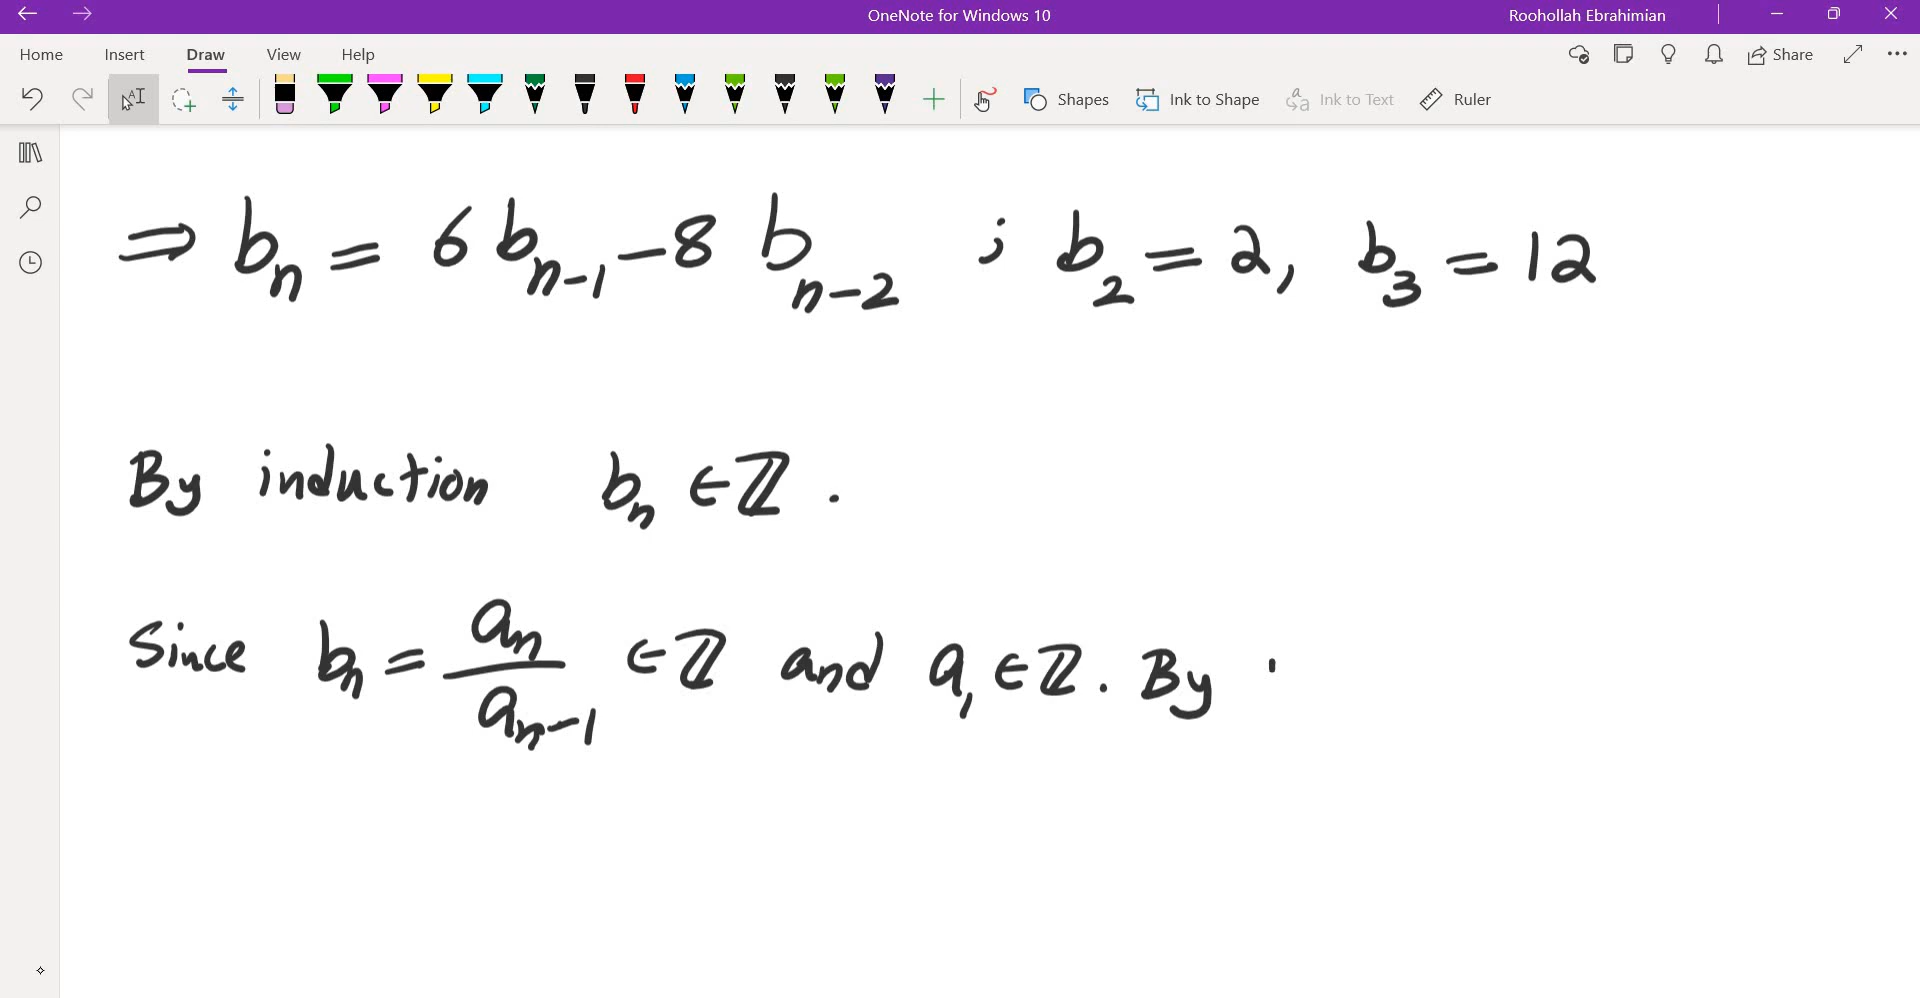 OneNote for Windows 10
Roohollah Ebrahimian
Home Insert Draw View Help
Share
Shapes Ink to Shape Ink to Text Ruler
⇒ bₙ = 6 bₙ₋₁ − 8 bₙ₋₂ ; b₂ = 2, b₃ = 12
By induction bₙ ∈ ℤ .
Since bₙ = aₙ / aₙ₋₁ ∈ ℤ and a₁ ∈ ℤ . By